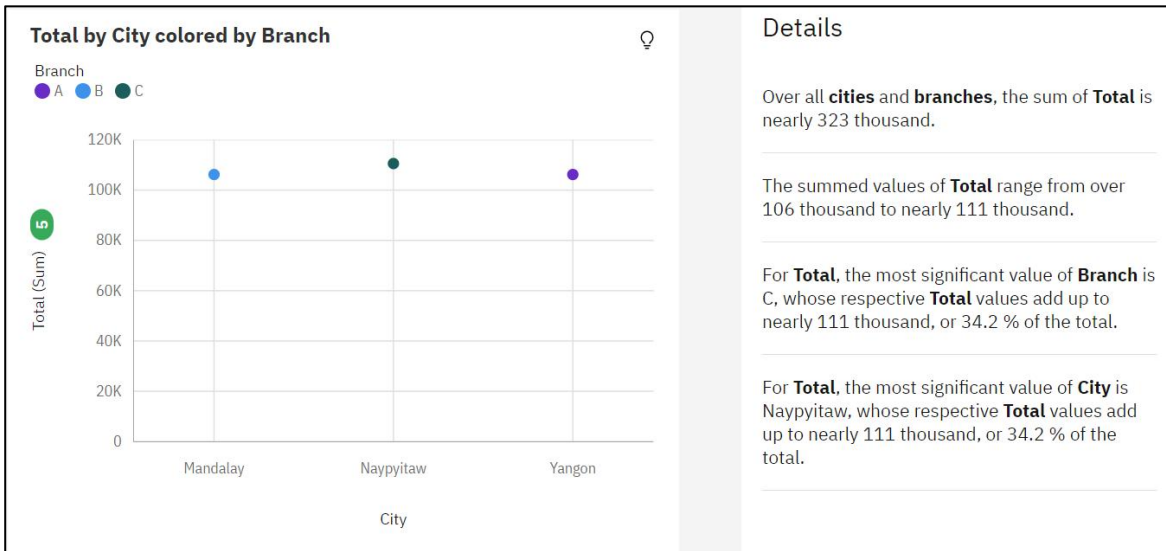 Total by City colored by Branch
Branch
A B C
120K
100K
80K
60K
40K
20K
0
Total (Sum) 5
Mandalay Naypyitaw Yangon
City
Details
Over all cities and branches, the sum of Total is
nearly 323 thousand.
The summed values of Total range from over
106 thousand to nearly 111 thousand.
For Total, the most significant value of Branch is
C, whose respective Total values add up to
nearly 111 thousand, or 34.2 % of the total.
For Total, the most significant value of City is
Naypyitaw, whose respective Total values add
up to nearly 111 thousand, or 34.2 % of the
total.